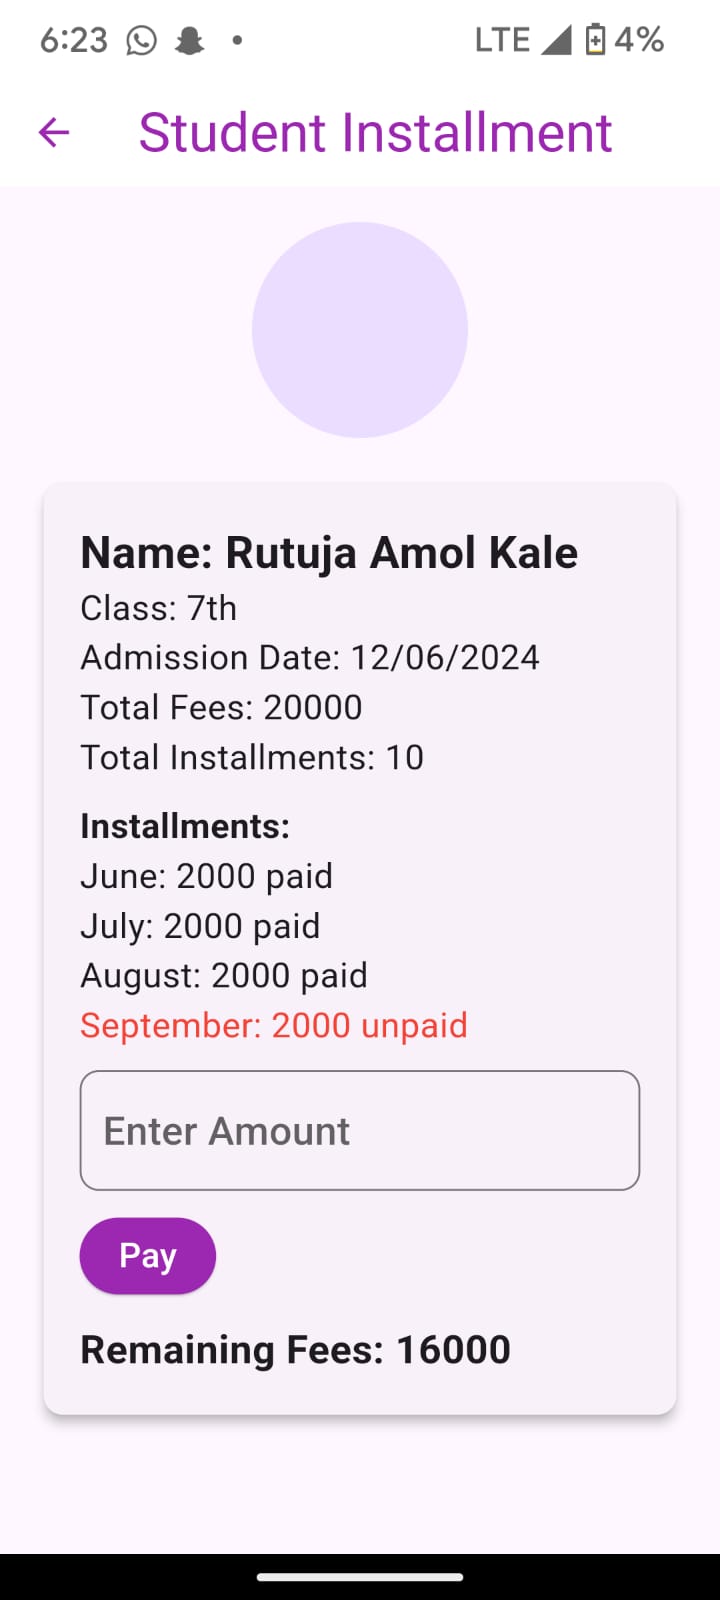 6:23 LTE 4%
Student Installment
Name: Rutuja Amol Kale
Class: 7th
Admission Date: 12/06/2024
Total Fees: 20000
Total Installments: 10
Installments:
June: 2000 paid
July: 2000 paid
August: 2000 paid
September: 2000 unpaid
Enter Amount
Pay
Remaining Fees: 16000